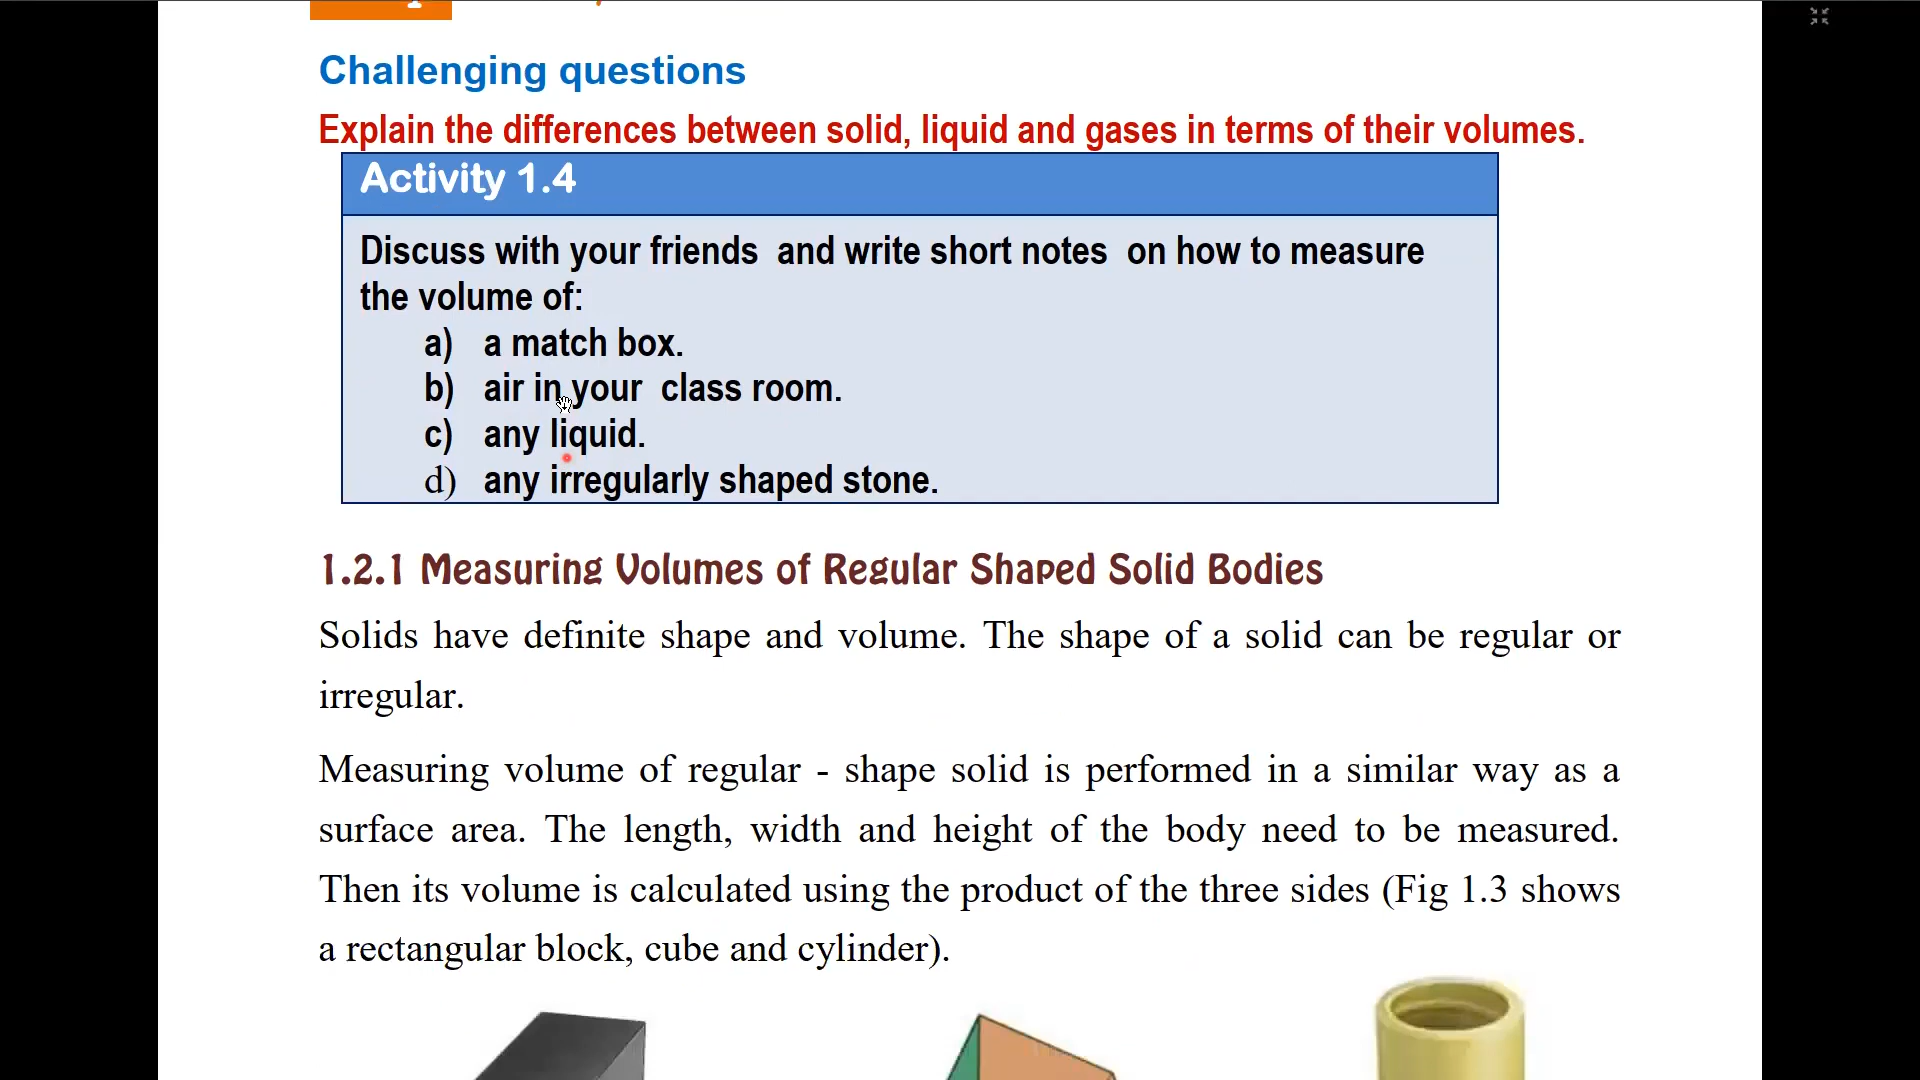 Challenging questions
Explain the differences between solid, liquid and gases in terms of their volumes.
Activity 1.4
Discuss with your friends and write short notes on how to measure
the volume of:
a) a match box.
b) air in your class room.
c) any liquid.
d) any irregularly shaped stone.
1.2.1 Measuring Volumes of Regular Shaped Solid Bodies
Solids have definite shape and volume. The shape of a solid can be regular or
irregular.
Measuring volume of regular - shape solid is performed in a similar way as a
surface area. The length, width and height of the body need to be measured.
Then its volume is calculated using the product of the three sides (Fig 1.3 shows
a rectangular block, cube and cylinder).